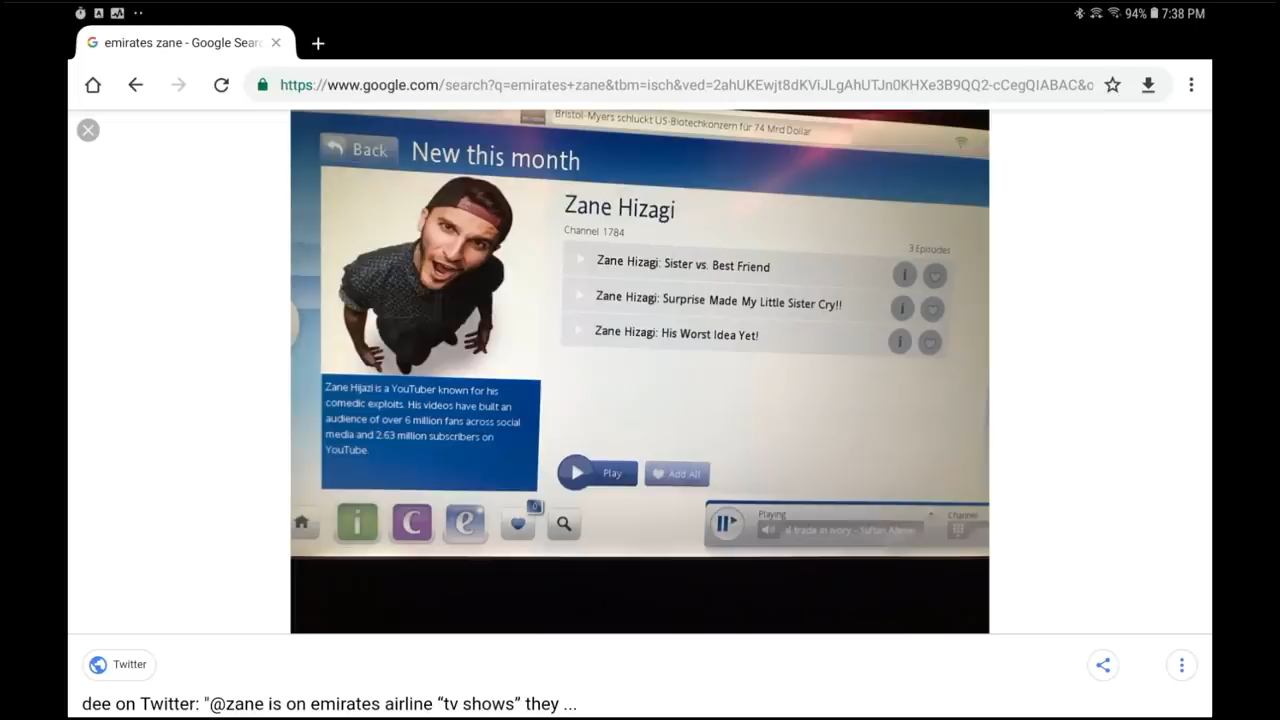 94% 7:38 PM
emirates zane - Google Sear
https://www.google.com/search?q=emirates+zane&tbm=isch&ved=2ahUKEwjt8dKViJLgAhUTJn0KHXe3B9QQ2-cCegQIABAC&o
Bristol-Myers schluckt US-Biotechkonzern für 74 Mrd Dollar
Back New this month
Zane Hizagi
Channel 1784
3 Episodes
Zane Hizagi: Sister vs. Best Friend
Zane Hizagi: Surprise Made My Little Sister Cry!!
Zane Hizagi: His Worst Idea Yet!
Zane Hijazi is a YouTuber known for his
comedic exploits. His videos have built an
audience of over 6 million fans across social
media and 2.63 million subscribers on
YouTube.
Play Add All
i C e 0
Playing Channel
trade in ivory -
Twitter
dee on Twitter: "@zane is on emirates airline “tv shows” they ...